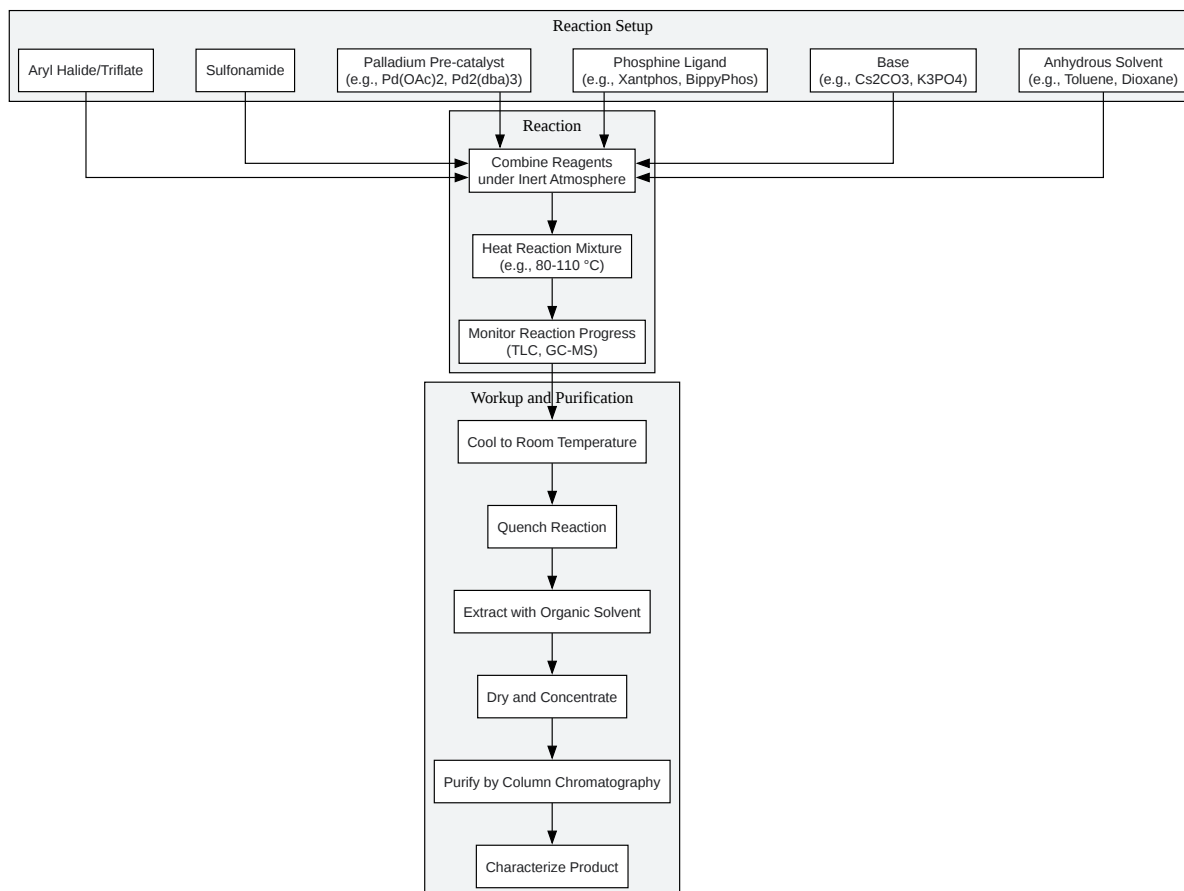 Reaction Setup
Aryl Halide/Triflate
Sulfonamide
Palladium Pre-catalyst
(e.g., Pd(OAc)2, Pd2(dba)3)
Phosphine Ligand
(e.g., Xantphos, BippyPhos)
Base
(e.g., Cs2CO3, K3PO4)
Anhydrous Solvent
(e.g., Toluene, Dioxane)
Reaction
Combine Reagents
under Inert Atmosphere
Heat Reaction Mixture
(e.g., 80-110 °C)
Monitor Reaction Progress
(TLC, GC-MS)
Workup and Purification
Cool to Room Temperature
Quench Reaction
Extract with Organic Solvent
Dry and Concentrate
Purify by Column Chromatography
Characterize Product